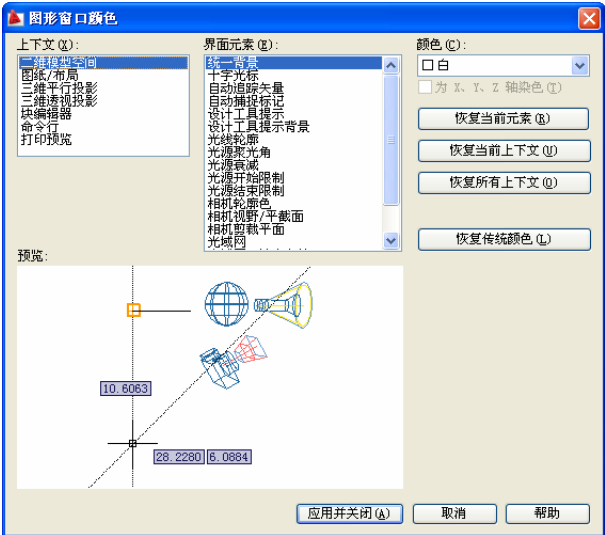 图形窗口颜色
上下文(X):
二维模型空间
图纸/布局
三维平行投影
三维透视投影
块编辑器
命令行
打印预览
界面元素(E):
统一背景
十字光标
自动追踪矢量
自动捕捉标记
设计工具提示
设计工具提示背景
光线轮廓
光源聚光角
光源衰减
光源开始限制
光源结束限制
相机轮廓色
相机视野/平截面
相机剪裁平面
光域网
颜色(C):
白
为 X、Y、Z 轴染色(T)
恢复当前元素(R)
恢复当前上下文(U)
恢复所有上下文(O)
恢复传统颜色(L)
预览:
10.6063
28.2280
6.0884
应用并关闭(A)
取消
帮助